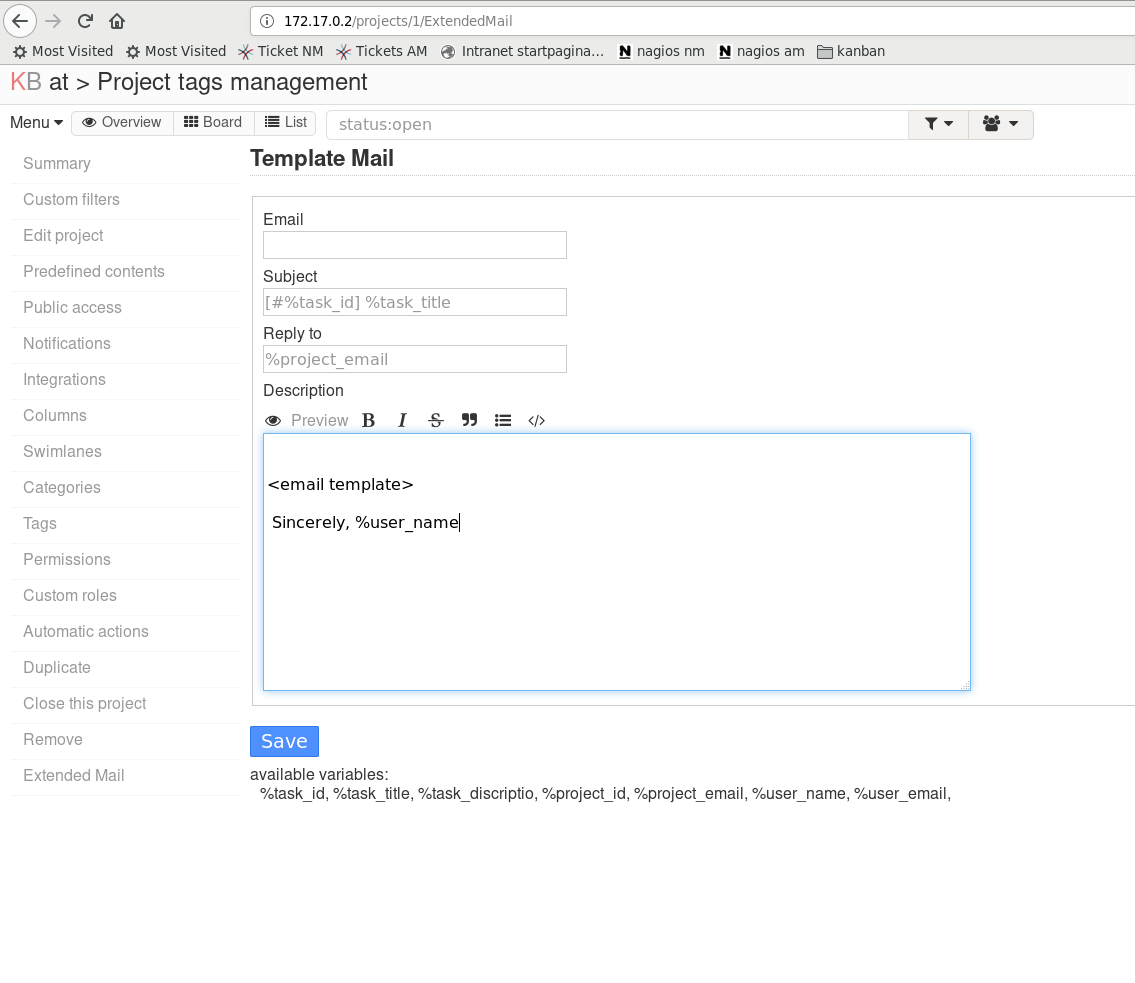 172.17.0.2/projects/1/ExtendedMail
Most Visited Most Visited Ticket NM Tickets AM Intranet startpagina... nagios nm nagios am kanban
KB at > Project tags management
Menu Overview Board List status:open
Summary
Custom filters
Edit project
Predefined contents
Public access
Notifications
Integrations
Columns
Swimlanes
Categories
Tags
Permissions
Custom roles
Automatic actions
Duplicate
Close this project
Remove
Extended Mail
Template Mail
Email
Subject
[#%task_id] %task_title
Reply to
%project_email
Description
Preview B I S
<email template>
Sincerely, %user_name
Save
available variables:
%task_id, %task_title, %task_discriptio, %project_id, %project_email, %user_name, %user_email,